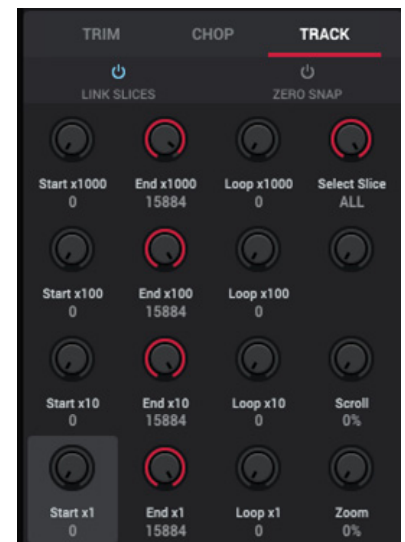 TRIM CHOP TRACK
LINK SLICES ZERO SNAP
Start x1000 End x1000 Loop x1000 Select Slice
0 15884 0 ALL
Start x100 End x100 Loop x100
0 15884 0
Start x10 End x10 Loop x10 Scroll
0 15884 0 0%
Start x1 End x1 Loop x1 Zoom
0 15884 0 0%